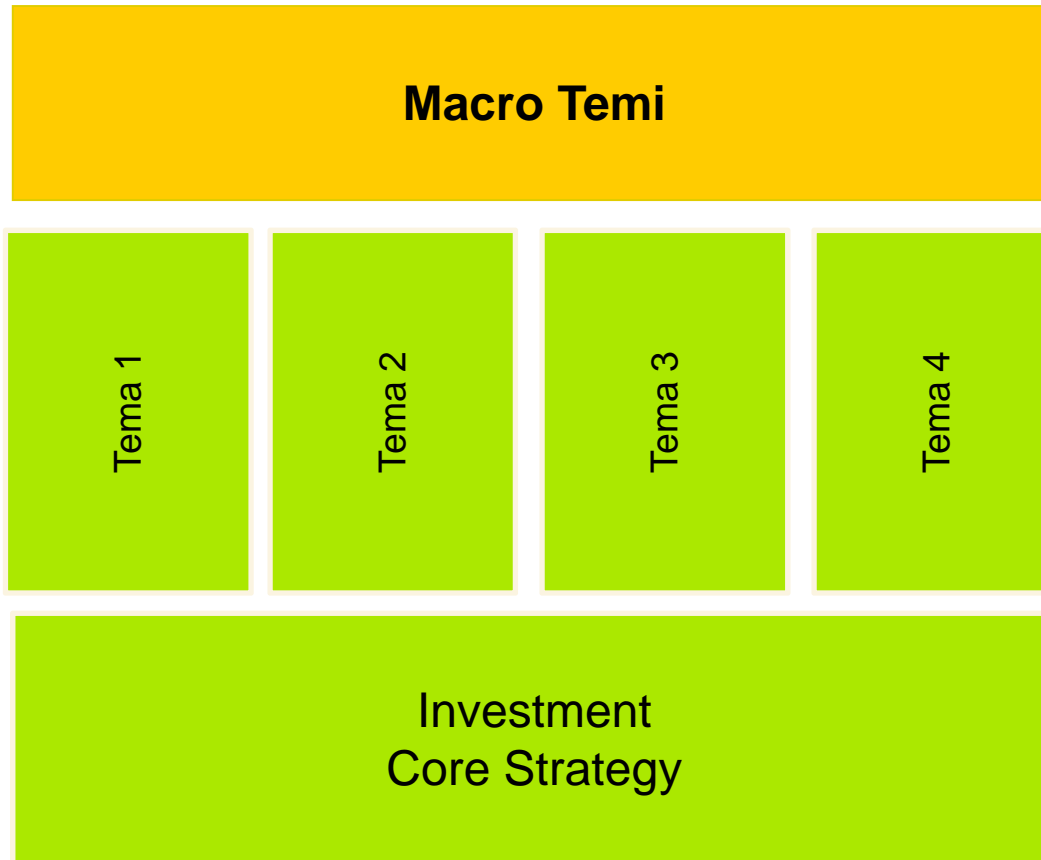 Macro Temi
Tema 1
Tema 2
Tema 3
Tema 4
Investment
Core Strategy